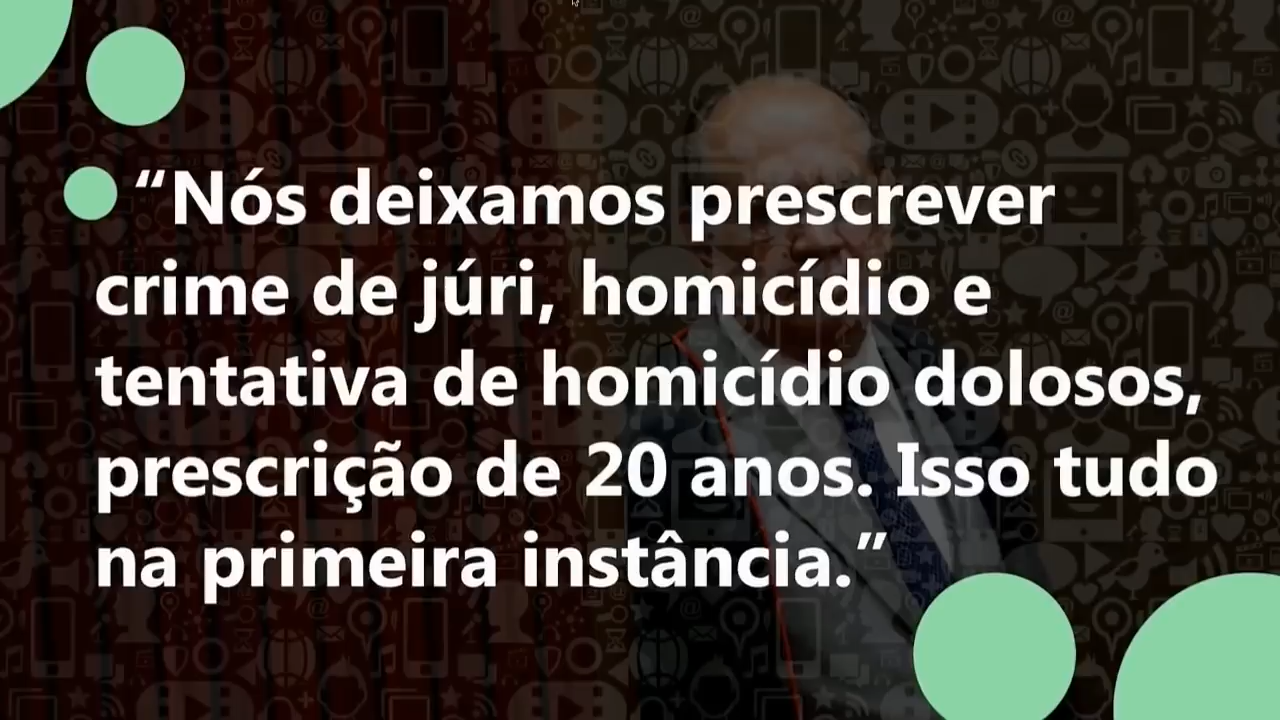 “Nós deixamos prescrever
crime de júri, homicídio e
tentativa de homicídio dolosos,
prescrição de 20 anos. Isso tudo
na primeira instância.”